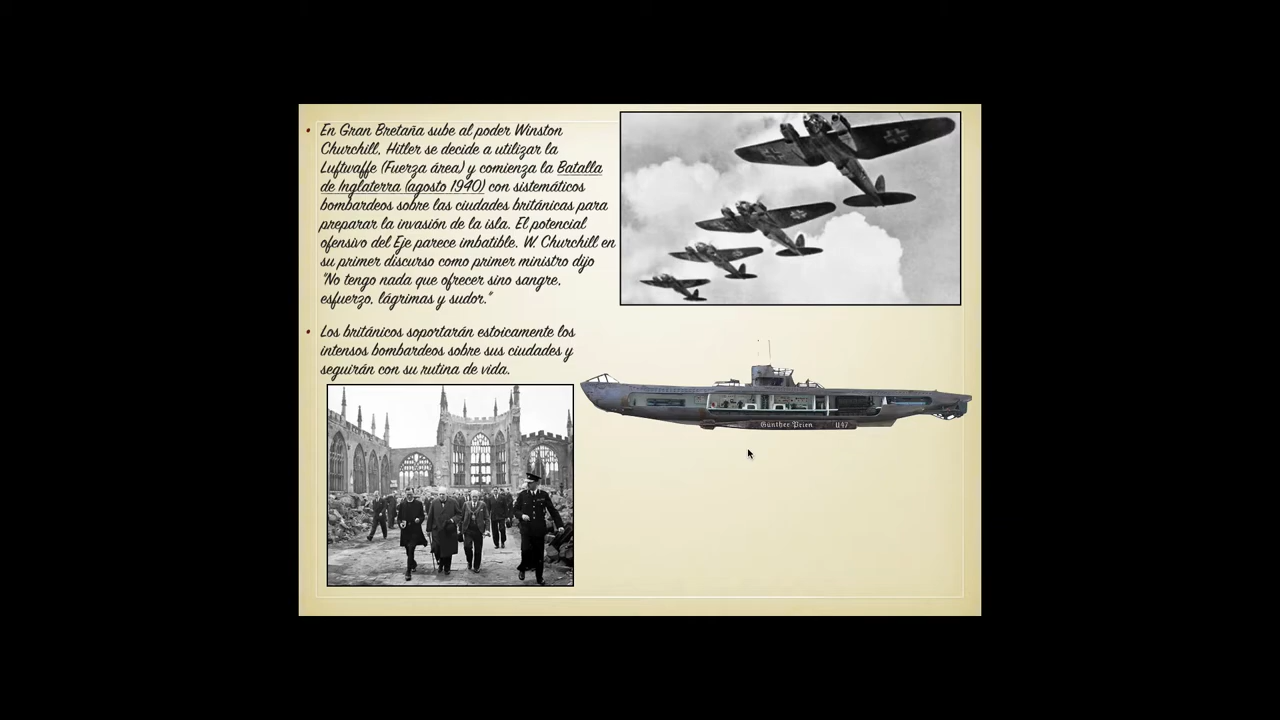 • En Gran Bretaña sube al poder Winston
Churchill, Hitler se decide a utilizar la
Luftwaffe (Fuerza área) y comienza la Batalla
de Inglaterra (agosto 1940) con sistemáticos
bombardeos sobre las ciudades británicas para
preparar la invasión de la isla. El potencial
ofensivo del Eje parece imbatible. W. Churchill en
su primer discurso como primer ministro dijo
"No tengo nada que ofrecer sino sangre,
esfuerzo, lágrimas y sudor."
• Los británicos soportarán estoicamente los
intensos bombardeos sobre sus ciudades y
seguirán con su rutina de vida.
Günther Prien U47